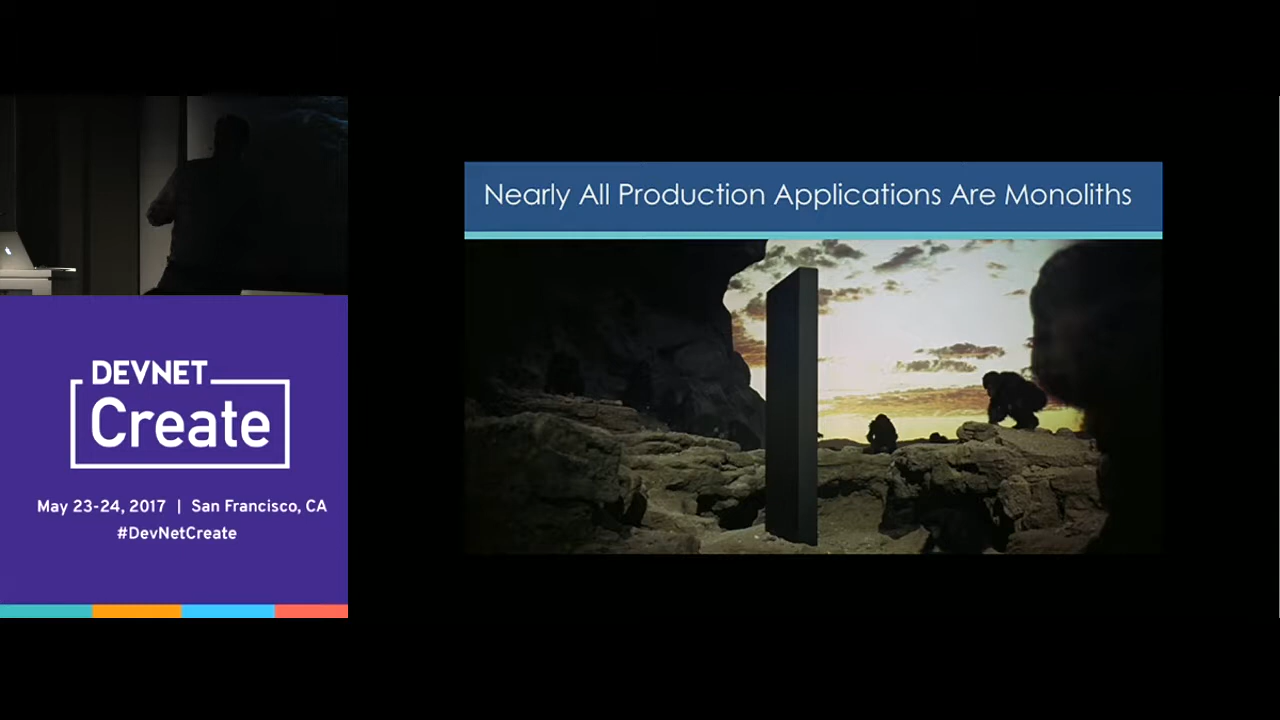 Nearly All Production Applications Are Monoliths
DEVNET
Create
May 23-24, 2017 | San Francisco, CA
#DevNetCreate